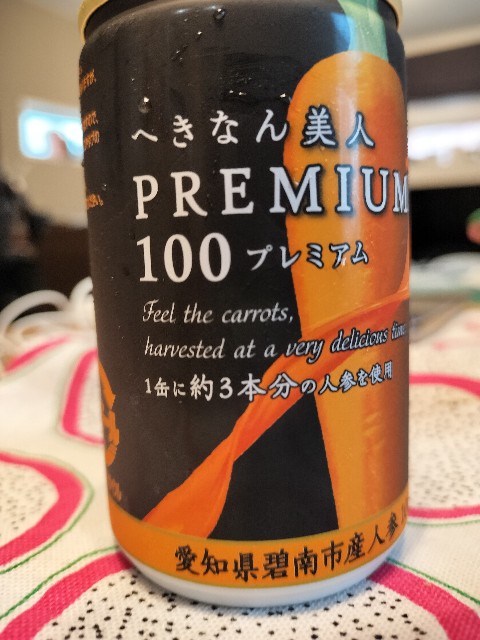 へきなん美人
PREMIUM
100 プレミアム
Feel the carrots,
harvested at a very delicious time
1缶に約3本分の人参を使用
愛知県碧南市産人参